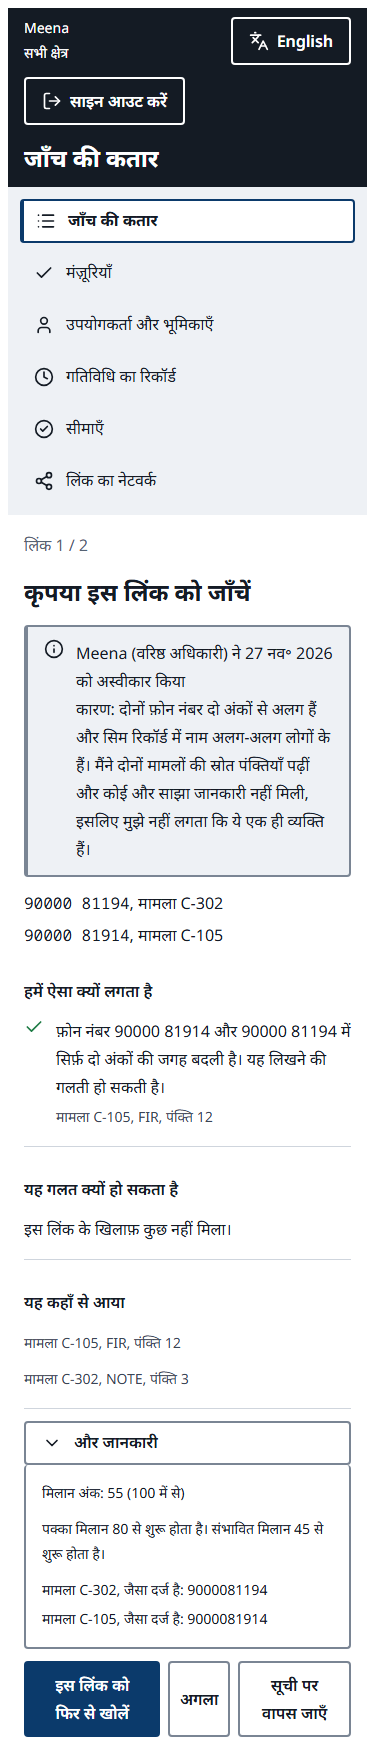 Meena
सभी क्षेत्र
English
साइन आउट करें
जाँच की कतार
जाँच की कतार
मंज़ूरियाँ
उपयोगकर्ता और भूमिकाएँ
गतिविधि का रिकॉर्ड
सीमाएँ
लिंक का नेटवर्क
लिंक 1 / 2
कृपया इस लिंक को जाँचें
Meena (वरिष्ठ अधिकारी) ने 27 नव॰ 2026
को अस्वीकार किया
कारण: दोनों फ़ोन नंबर दो अंकों से अलग हैं
और सिम रिकॉर्ड में नाम अलग-अलग लोगों के
हैं। मैंने दोनों मामलों की स्रोत पंक्तियाँ पढ़ीं
और कोई और साझा जानकारी नहीं मिली,
इसलिए मुझे नहीं लगता कि ये एक ही व्यक्ति
हैं।
90000 81194, मामला C-302
90000 81914, मामला C-105
हमें ऐसा क्यों लगता है
फ़ोन नंबर 90000 81914 और 90000 81194 में
सिर्फ़ दो अंकों की जगह बदली है। यह लिखने की
गलती हो सकती है।
मामला C-105, FIR, पंक्ति 12
यह गलत क्यों हो सकता है
इस लिंक के खिलाफ़ कुछ नहीं मिला।
यह कहाँ से आया
मामला C-105, FIR, पंक्ति 12
मामला C-302, NOTE, पंक्ति 3
और जानकारी
मिलान अंक: 55 (100 में से)
पक्का मिलान 80 से शुरू होता है। संभावित मिलान 45 से
शुरू होता है।
मामला C-302, जैसा दर्ज है: 9000081194
मामला C-105, जैसा दर्ज है: 9000081914
इस लिंक को
फिर से खोलें
अगला
सूची पर
वापस जाएँ